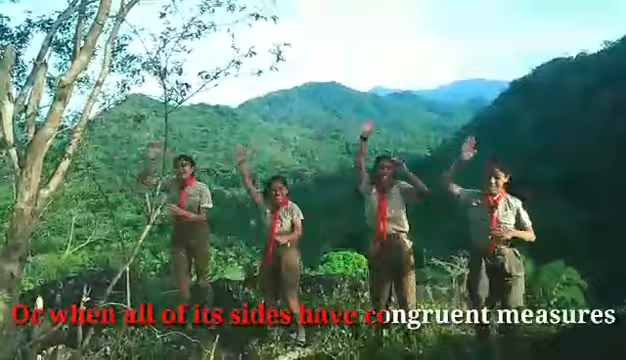 Or when all of its sides have congruent measures